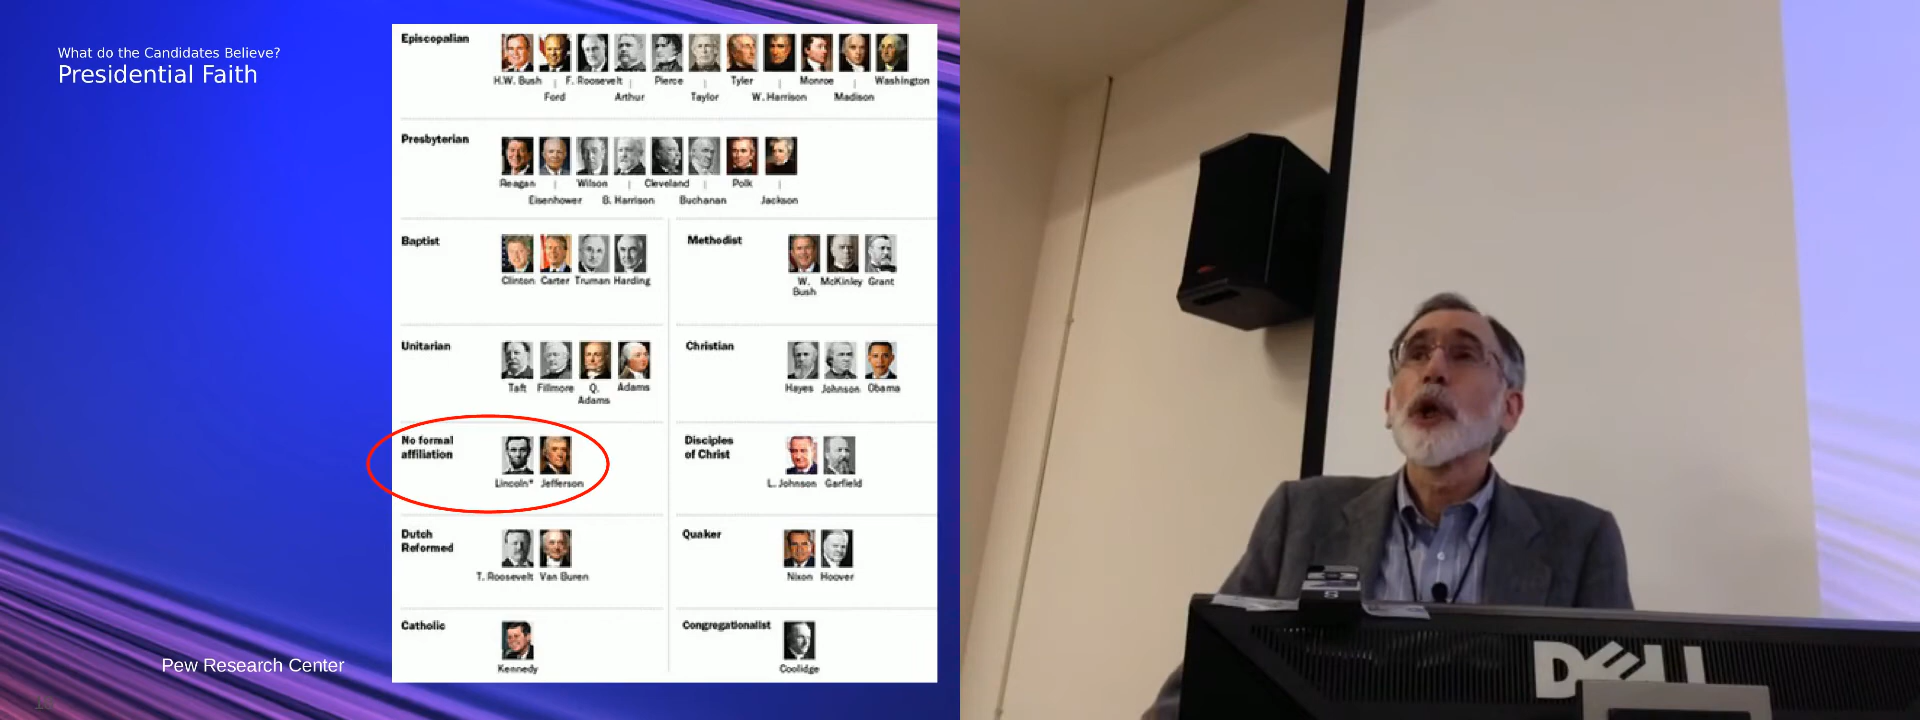 What do the Candidates Believe?
Presidential Faith
Episcopalian
H.W. Bush F. Roosevelt Pierce Tyler Monroe Washington
Ford Arthur Taylor W. Harrison Madison
Presbyterian
Reagan Wilson Cleveland Polk
Eisenhower B. Harrison Buchanan Jackson
Baptist
Clinton Carter Truman Harding
Methodist
W. McKinley Grant
Bush
Unitarian
Taft Fillmore Q. Adams
Adams
Christian
Hayes Johnson Obama
No formal
affiliation
Lincoln* Jefferson
Disciples
of Christ
L. Johnson Garfield
Dutch
Reformed
T. Roosevelt Van Buren
Quaker
Nixon Hoover
Catholic
Kennedy
Congregationalist
Coolidge
Pew Research Center
DELL